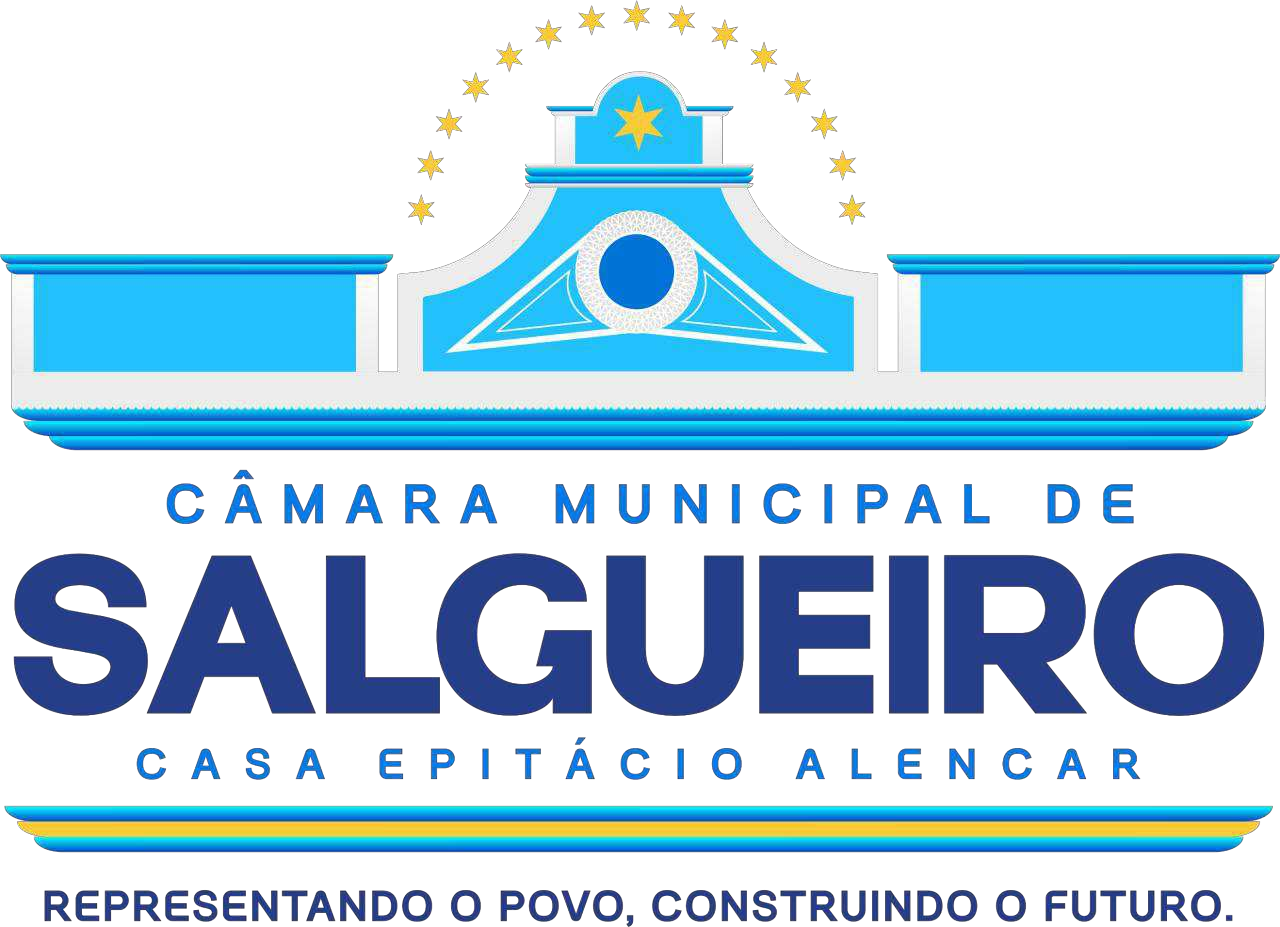 CÂMARA MUNICIPAL DE
SALGUEIRO
CASA EPITÁCIO ALENCAR
REPRESENTANDO O POVO, CONSTRUINDO O FUTURO.